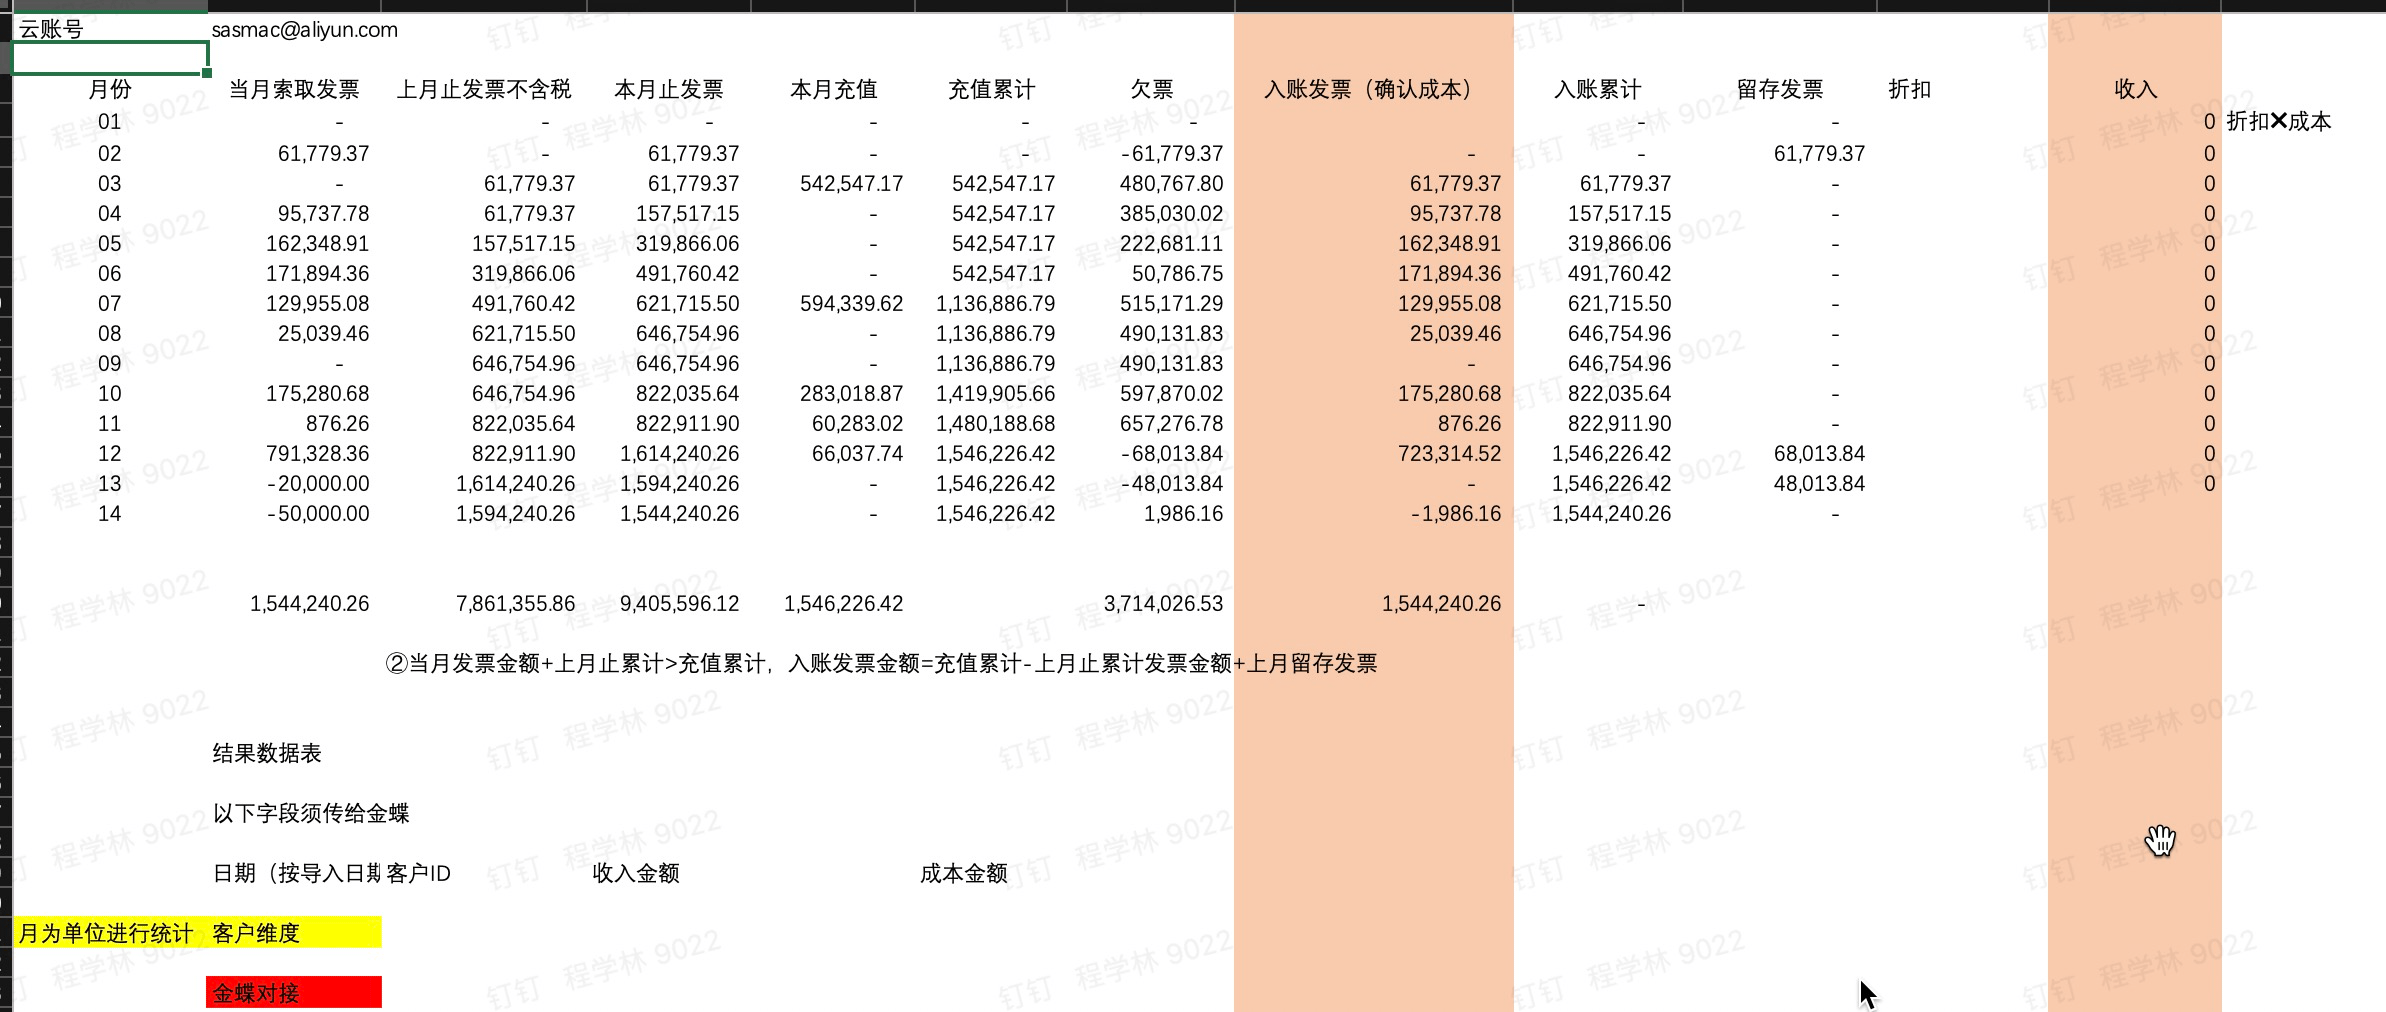 云账号 sasmac@aliyun.com
月份 当月索取发票 上月止发票不含税 本月止发票 本月充值 充值累计 欠票 入账发票（确认成本） 入账累计 留存发票 折扣 收入
01 - - - - - - - - 0 折扣❌成本
02 61,779.37 - 61,779.37 - - -61,779.37 - - 61,779.37 0
03 - 61,779.37 61,779.37 542,547.17 542,547.17 480,767.80 61,779.37 61,779.37 - 0
04 95,737.78 61,779.37 157,517.15 - 542,547.17 385,030.02 95,737.78 157,517.15 - 0
05 162,348.91 157,517.15 319,866.06 - 542,547.17 222,681.11 162,348.91 319,866.06 - 0
06 171,894.36 319,866.06 491,760.42 - 542,547.17 50,786.75 171,894.36 491,760.42 - 0
07 129,955.08 491,760.42 621,715.50 594,339.62 1,136,886.79 515,171.29 129,955.08 621,715.50 - 0
08 25,039.46 621,715.50 646,754.96 - 1,136,886.79 490,131.83 25,039.46 646,754.96 - 0
09 - 646,754.96 646,754.96 - 1,136,886.79 490,131.83 - 646,754.96 - 0
10 175,280.68 646,754.96 822,035.64 283,018.87 1,419,905.66 597,870.02 175,280.68 822,035.64 - 0
11 876.26 822,035.64 822,911.90 60,283.02 1,480,188.68 657,276.78 876.26 822,911.90 - 0
12 791,328.36 822,911.90 1,614,240.26 66,037.74 1,546,226.42 -68,013.84 723,314.52 1,546,226.42 68,013.84 0
13 -20,000.00 1,614,240.26 1,594,240.26 - 1,546,226.42 -48,013.84 - 1,546,226.42 48,013.84 0
14 -50,000.00 1,594,240.26 1,544,240.26 - 1,546,226.42 1,986.16 -1,986.16 1,544,240.26 -
1,544,240.26 7,861,355.86 9,405,596.12 1,546,226.42 3,714,026.53 1,544,240.26 -
②当月发票金额+上月止累计>充值累计，入账发票金额=充值累计-上月止累计发票金额+上月留存发票
结果数据表
以下字段须传给金蝶
日期（按导入日期 客户ID 收入金额 成本金额
月为单位进行统计 客户维度
金蝶对接
钉钉 程学林 9022